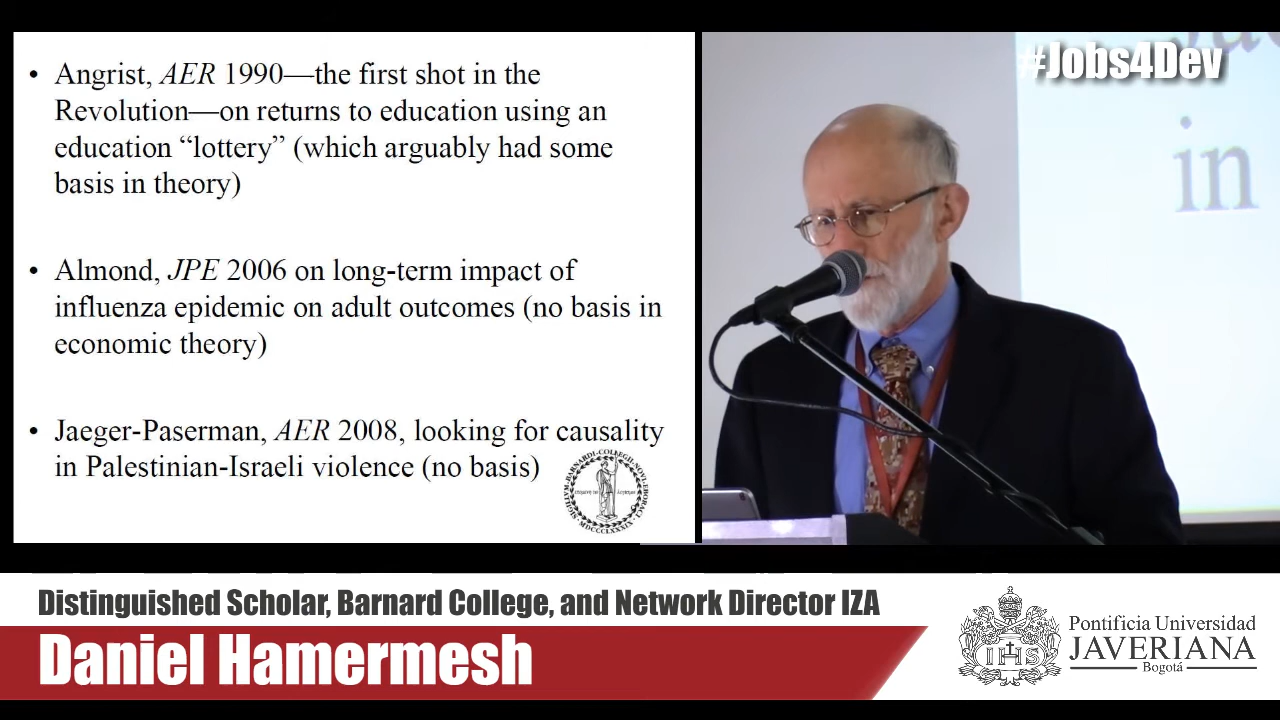 • Angrist, AER 1990—the first shot in the
Revolution—on returns to education using an
education “lottery” (which arguably had some
basis in theory)
• Almond, JPE 2006 on long-term impact of
influenza epidemic on adult outcomes (no basis in
economic theory)
• Jaeger-Paserman, AER 2008, looking for causality
in Palestinian-Israeli violence (no basis)
#Jobs4Dev
in
Distinguished Scholar, Barnard College, and Network Director IZA
Daniel Hamermesh
IHS
Pontificia Universidad
JAVERIANA
Bogotá